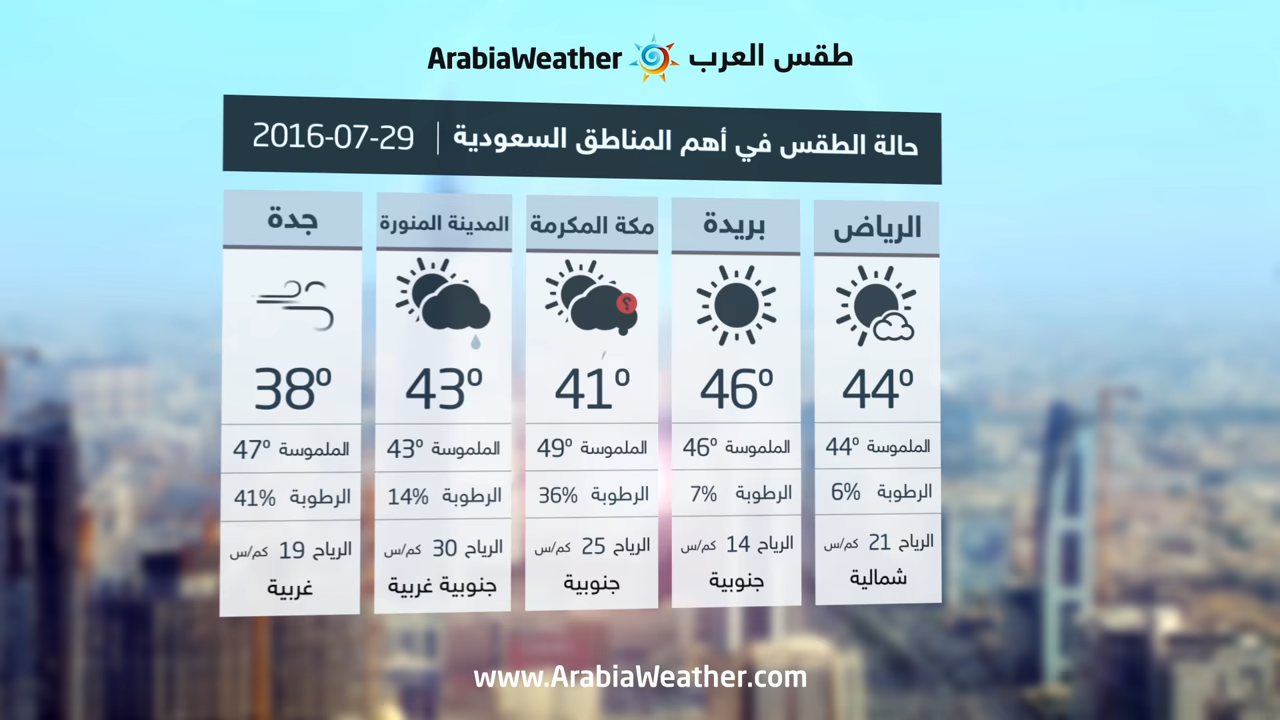 ArabiaWeather طقس العرب
حالة الطقس في أهم المناطق السعودية | 2016-07-29
الرياض
44°
الملموسة 44°
الرطوبة 6%
الرياح 21 كم/س
شمالية
بريدة
46°
الملموسة 46°
الرطوبة 7%
الرياح 14 كم/س
جنوبية
مكة المكرمة
؟
41°
الملموسة 49°
الرطوبة 36%
الرياح 25 كم/س
جنوبية
المدينة المنورة
43°
الملموسة 43°
الرطوبة 14%
الرياح 30 كم/س
جنوبية غربية
جدة
38°
الملموسة 47°
الرطوبة 41%
الرياح 19 كم/س
غربية
www.ArabiaWeather.com